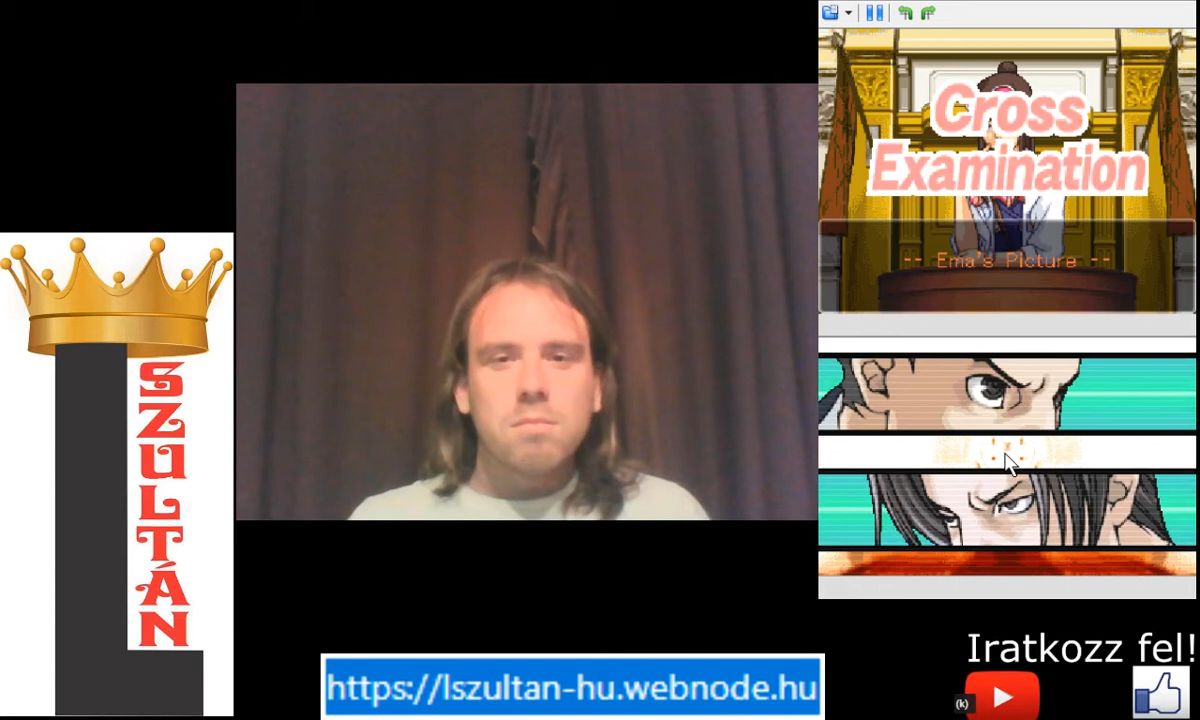 Cross
Examination
-- Ema's Picture --
SZULTÁN
https://lszultan-hu.webnode.hu
Iratkozz fel!
(k)